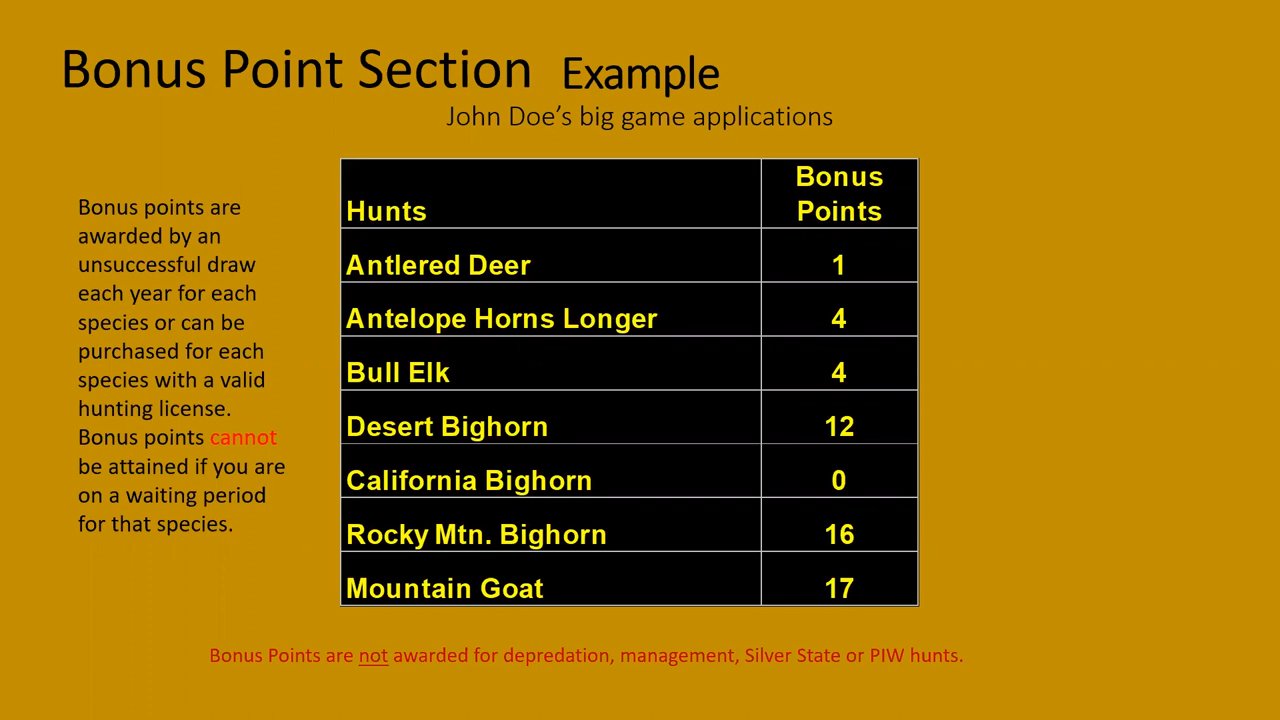 Bonus Point Section Example
John Doe’s big game applications
Bonus points are
awarded by an
unsuccessful draw
each year for each
species or can be
purchased for each
species with a valid
hunting license.
Bonus points cannot
be attained if you are
on a waiting period
for that species.
Hunts Bonus Points
Antlered Deer 1
Antelope Horns Longer 4
Bull Elk 4
Desert Bighorn 12
California Bighorn 0
Rocky Mtn. Bighorn 16
Mountain Goat 17
Bonus Points are not awarded for depredation, management, Silver State or PIW hunts.